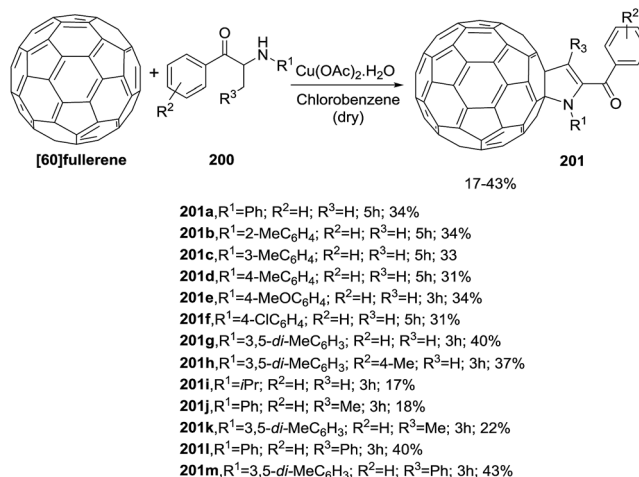 O
H
N
R¹
R²
R³
+
Cu(OAc)₂.H₂O
Chlorobenzene
(dry)
R²
R₃
N
R¹
O
[60]fullerene
200
201
17-43%
201a,R¹=Ph; R²=H; R³=H; 5h; 34%
201b,R¹=2-MeC₆H₄; R²=H; R³=H; 5h; 34%
201c,R¹=3-MeC₆H₄; R²=H; R³=H; 5h; 33
201d,R¹=4-MeC₆H₄; R²=H; R³=H; 5h; 31%
201e,R¹=4-MeOC₆H₄; R²=H; R³=H; 3h; 34%
201f,R¹=4-ClC₆H₄; R²=H; R³=H; 5h; 31%
201g,R¹=3,5-di-MeC₆H₃; R²=H; R³=H; 3h; 40%
201h,R¹=3,5-di-MeC₆H₃; R²=4-Me; R³=H; 3h; 37%
201i,R¹=iPr; R²=H; R³=H; 3h; 17%
201j,R¹=Ph; R²=H; R³=Me; 3h; 18%
201k,R¹=3,5-di-MeC₆H₃; R²=H; R³=Me; 3h; 22%
201l,R¹=Ph; R²=H; R³=Ph; 3h; 40%
201m,R¹=3,5-di-MeC₆H₃; R²=H; R³=Ph; 3h; 43%